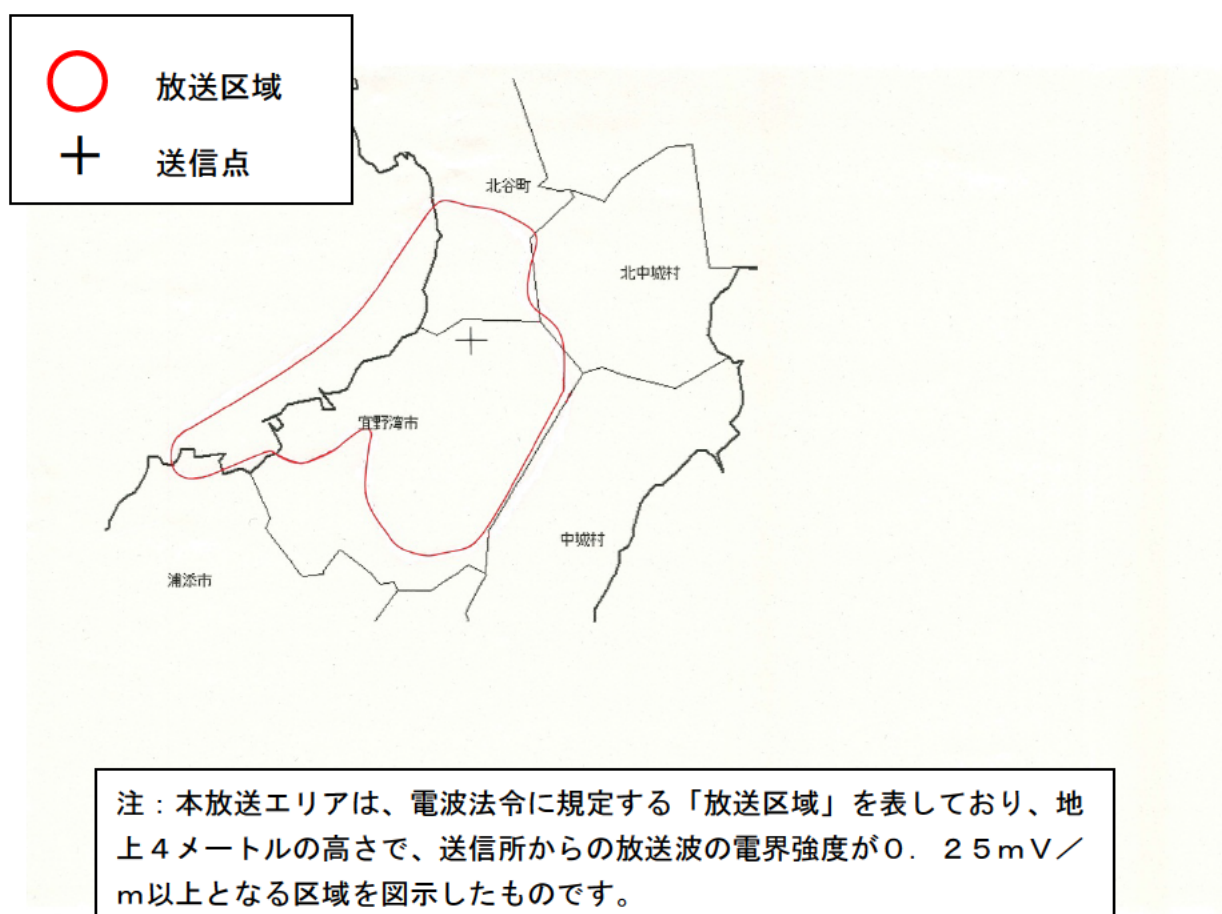 放送区域
送信点
北谷町
北中城村
宜野湾市
中城村
浦添市
注：本放送エリアは、電波法令に規定する「放送区域」を表しており、地
上４メートルの高さで、送信所からの放送波の電界強度が０．２５ｍＶ／
ｍ以上となる区域を図示したものです。